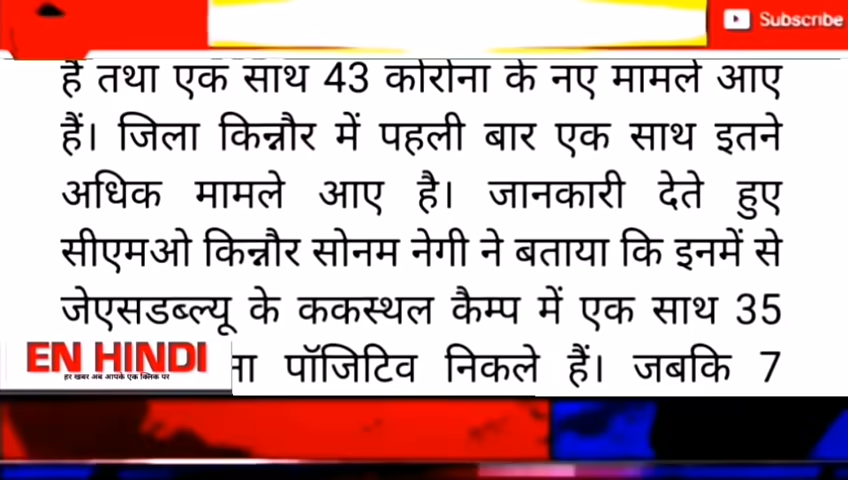 Subscribe
है तथा एक साथ 43 कोरोना के नए मामले आए
हैं। जिला किन्नौर में पहली बार एक साथ इतने
अधिक मामले आए है। जानकारी देते हुए
सीएमओ किन्नौर सोनम नेगी ने बताया कि इनमें से
जेएसडब्ल्यू के ककस्थल कैम्प में एक साथ 35
पॉजिटिव निकले हैं। जबकि 7
EN HINDI
हर खबर अब आपके एक क्लिक पर